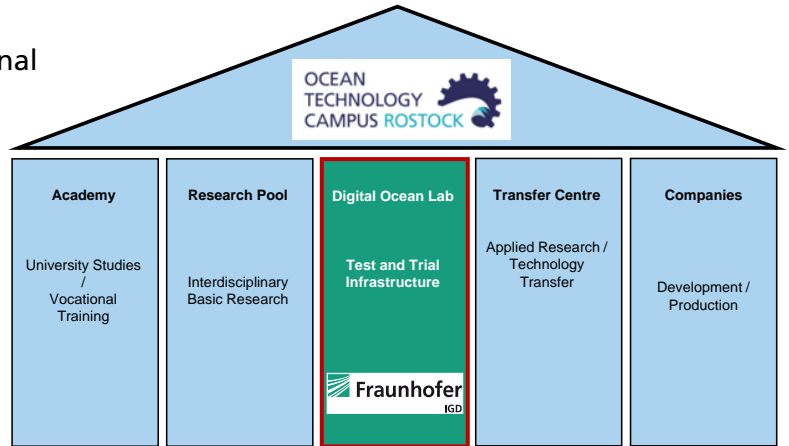 nal
OCEAN
TECHNOLOGY
CAMPUS ROSTOCK
Academy
University Studies
/
Vocational
Training
Research Pool
Interdisciplinary
Basic Research
Digital Ocean Lab
Test and Trial
Infrastructure
Fraunhofer
IGD
Transfer Centre
Applied Research /
Technology
Transfer
Companies
Development /
Production